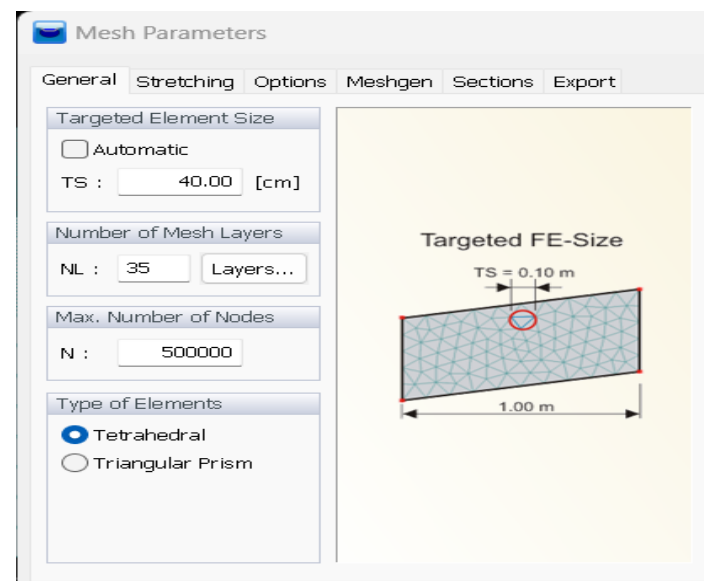 Mesh Parameters
General Stretching Options Meshgen Sections Export
Targeted Element Size
Automatic
TS : 40.00 [cm]
Number of Mesh Layers
NL : 35 Layers...
Max. Number of Nodes
N : 500000
Type of Elements
Tetrahedral
Triangular Prism
Targeted FE-Size
TS = 0.10 m
1.00 m